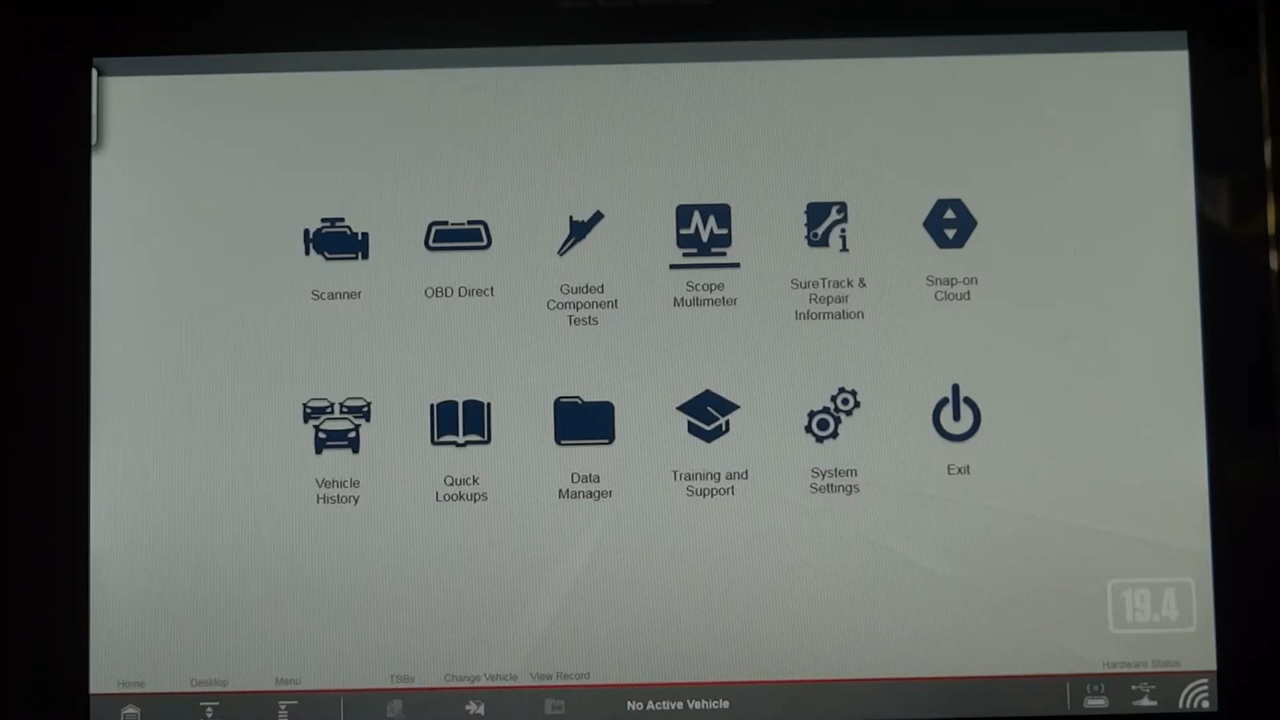 Scanner
OBD Direct
Guided
Component
Tests
Scope
Multimeter
SureTrack &
Repair
Information
Snap-on
Cloud
Vehicle
History
Quick
Lookups
Data
Manager
Training and
Support
System
Settings
Exit
19.4
Home
Desktop
Menu
TSBs
Change Vehicle
View Record
Hardware Status
No Active Vehicle